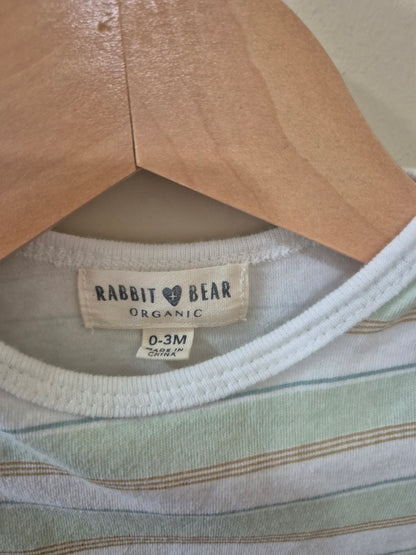 RABBIT BEAR
ORGANIC
0-3M
MADE IN
CHINA